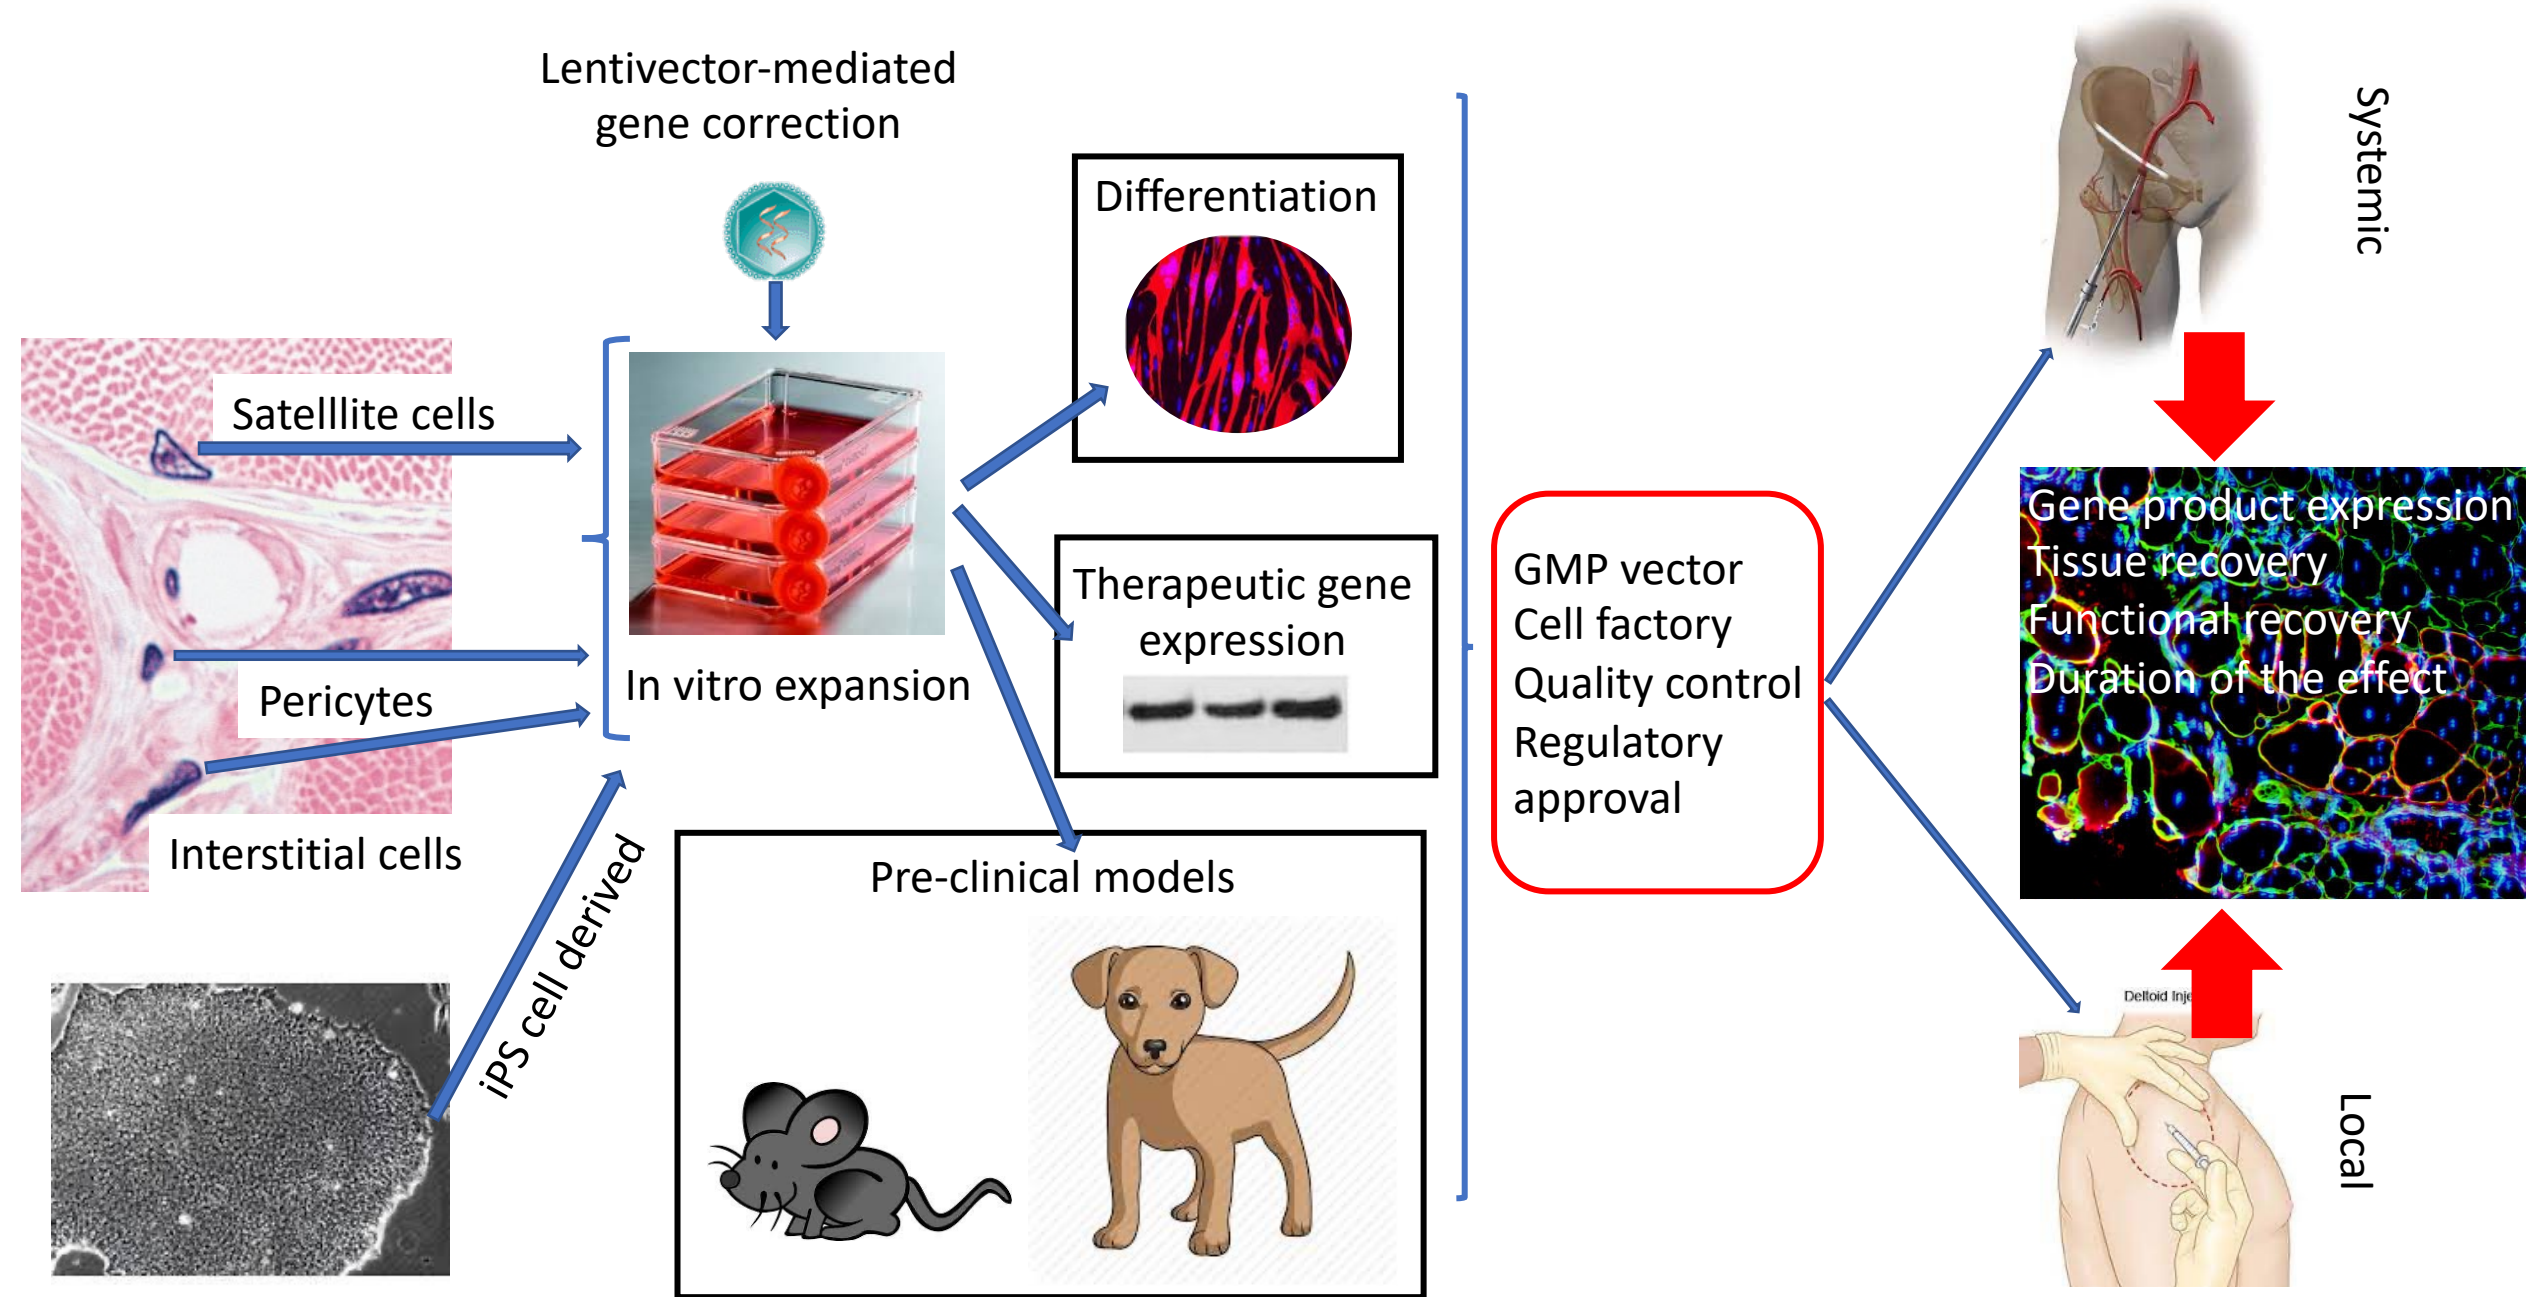 Lentivector-mediated
gene correction
Satelllite cells
Pericytes
Interstitial cells
iPS cell derived
In vitro expansion
Differentiation
Therapeutic gene
expression
Pre-clinical models
GMP vector
Cell factory
Quality control
Regulatory
approval
Systemic
Gene product expression
Tissue recovery
Functional recovery
Duration of the effect
Deltoid Inje
Local